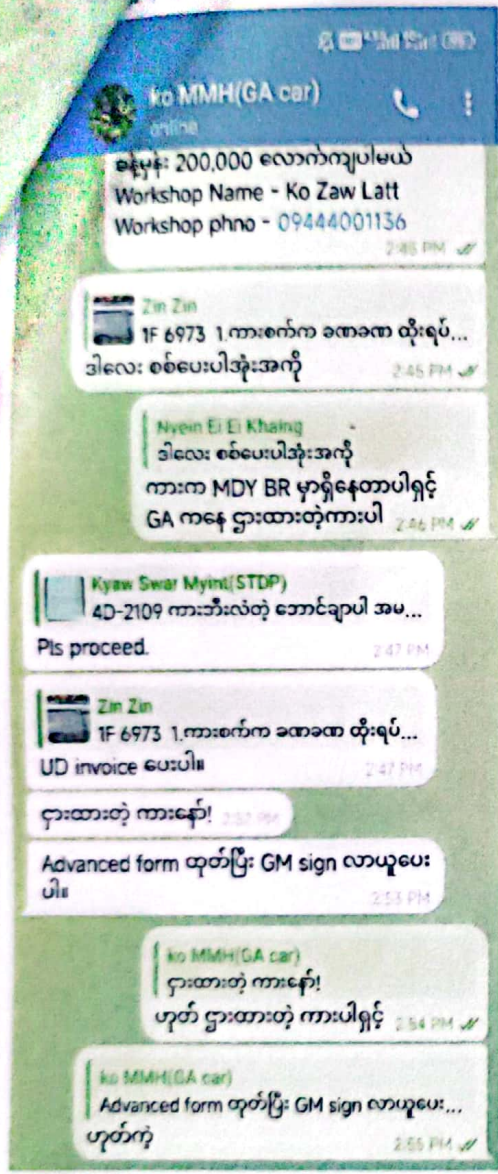 ko MMH(GA car)
online
ခန့်မှန်း 200,000 လောက်ကျပါမယ်
Workshop Name - Ko Zaw Latt
Workshop phno - 09444001136
2:45 PM
Zin Zin
1F 6973 1.ကားစက်က ခဏခဏ ထိုးရပ်...
ဒါလေး စစ်ပေးပါအုံးအကို
2:45 PM
Nyein Ei Ei Khaing
ဒါလေး စစ်ပေးပါအုံးအကို
ကားက MDY BR မှာရှိနေတာပါရှင့်
GA ကနေ ဌားထားတဲ့ကားပါ
2:46 PM
Kyaw Swar Myint(STDP)
4D-2109 ကားဘီးလဲတဲ့ ဘောင်ချာပါ အမ...
Pls proceed.
2:47 PM
Zin Zin
1F 6973 1.ကားစက်က ခဏခဏ ထိုးရပ်...
UD invoice ပေးပါ။
2:47 PM
ငှားထားတဲ့ ကားနော်!
Advanced form ထုတ်ပြီး GM sign လာယူပေး
ပါ။
2:53 PM
ko MMH(GA car)
ငှားထားတဲ့ ကားနော်!
ဟုတ် ဌားထားတဲ့ ကားပါရှင့်
2:54 PM
ko MMH(GA car)
Advanced form ထုတ်ပြီး GM sign လာယူပေး...
ဟုတ်ကဲ့
2:55 PM